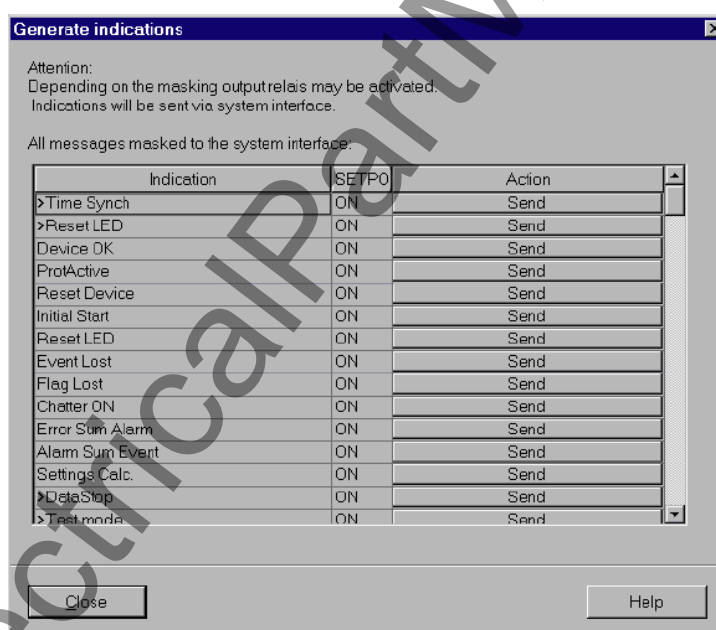 Generate indications
Attention:
Depending on the masking output relais may be activated.
Indications will be sent via system interface.
All messages masked to the system interface:
Indication SETPO Action
>Time Synch ON Send
>Reset LED ON Send
Device OK ON Send
ProtActive ON Send
Reset Device ON Send
Initial Start ON Send
Reset LED ON Send
Event Lost ON Send
Flag Lost ON Send
Chatter ON ON Send
Error Sum Alarm ON Send
Alarm Sum Event ON Send
Settings Calc. ON Send
>DataStop ON Send
>Test mode ON Send
Close Help